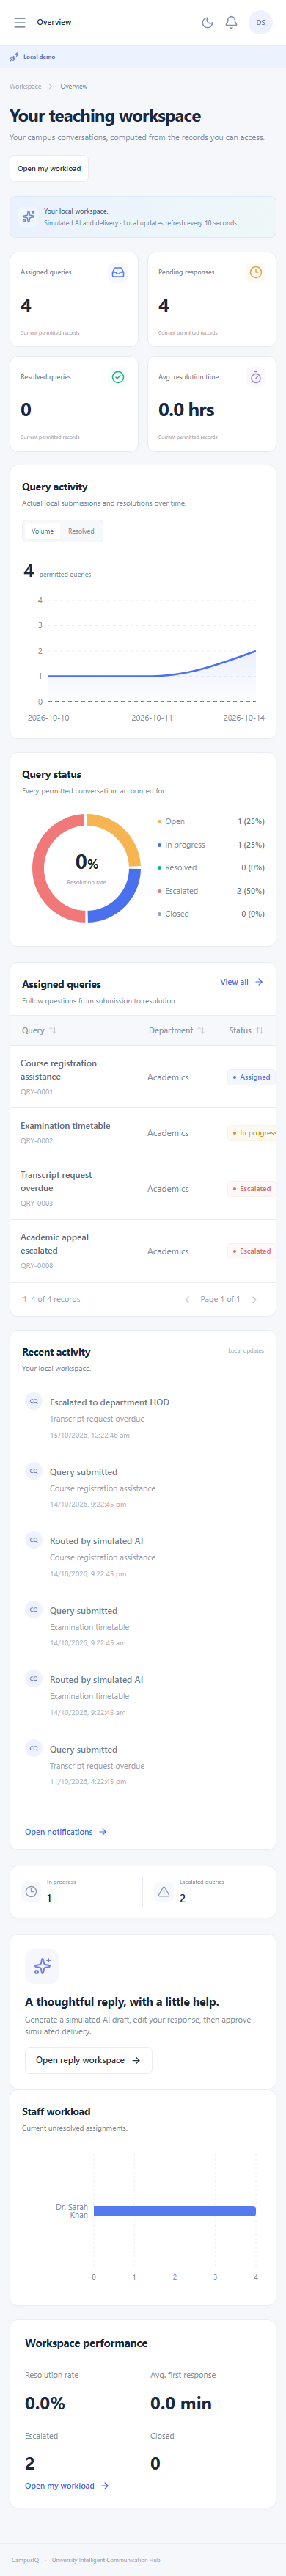 Overview
DS
Local demo
Workspace > Overview
Your teaching workspace
Your campus conversations, computed from the records you can access.
Open my workload
Your local workspace.
Simulated AI and delivery · Local updates refresh every 10 seconds.
Assigned queries
4
Current permitted records
Pending responses
4
Current permitted records
Resolved queries
0
Current permitted records
Avg. resolution time
0.0 hrs
Current permitted records
Query activity
Actual local submissions and resolutions over time.
Volume Resolved
4 permitted queries
4
3
2
1
0
2026-10-10 2026-10-11 2026-10-14
Query status
Every permitted conversation, accounted for.
0%
Resolution rate
Open 1 (25%)
In progress 1 (25%)
Resolved 0 (0%)
Escalated 2 (50%)
Closed 0 (0%)
Assigned queries
View all
Follow questions from submission to resolution.
Query Department Status
Course registration
assistance
QRY-0001
Academics
Assigned
Examination timetable
QRY-0002
Academics
In progress
Transcript request
overdue
QRY-0003
Academics
Escalated
Academic appeal
escalated
QRY-0008
Academics
Escalated
1–4 of 4 records
Page 1 of 1
Recent activity
Local updates
Your local workspace.
CQ
Escalated to department HOD
Transcript request overdue
15/10/2026, 12:22:46 am
CQ
Query submitted
Course registration assistance
14/10/2026, 9:22:45 pm
CQ
Routed by simulated AI
Course registration assistance
14/10/2026, 9:22:45 pm
CQ
Query submitted
Examination timetable
14/10/2026, 9:22:45 am
CQ
Routed by simulated AI
Examination timetable
14/10/2026, 9:22:45 am
CQ
Query submitted
Transcript request overdue
11/10/2026, 4:22:45 pm
Open notifications
In progress
1
Escalated queries
2
A thoughtful reply, with a little help.
Generate a simulated AI draft, edit your response, then approve
simulated delivery.
Open reply workspace
Staff workload
Current unresolved assignments.
Dr. Sarah
Khan
0 1 2 3 4
Workspace performance
Resolution rate
0.0%
Avg. first response
0.0 min
Escalated
2
Closed
0
Open my workload
CampusIQ · University Intelligent Communication Hub